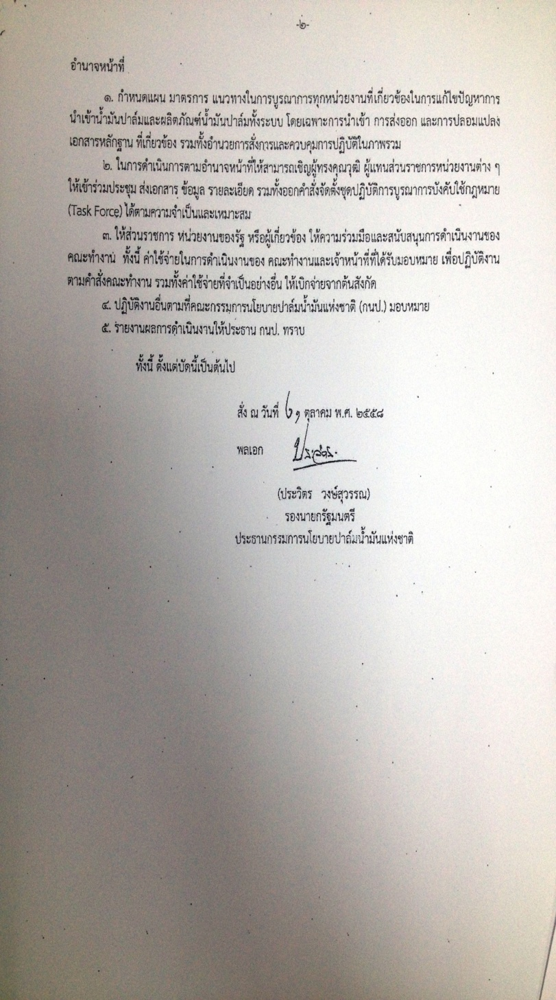 -๒-
อำนาจหน้าที่
๑. กำหนดแผน มาตรการ แนวทางในการบูรณาการทุกหน่วยงานที่เกี่ยวข้องในการแก้ไขปัญหาการ
นำเข้าน้ำมันปาล์มและผลิตภัณฑ์น้ำมันปาล์มทั้งระบบ โดยเฉพาะการนำเข้า การส่งออก และการปลอมแปลง
เอกสารหลักฐาน ที่เกี่ยวข้อง รวมทั้งอำนวยการสั่งการและควบคุมการปฏิบัติในภาพรวม
๒. ในการดำเนินการตามอำนาจหน้าที่ให้สามารถเชิญผู้ทรงคุณวุฒิ ผู้แทนส่วนราชการหน่วยงานต่าง ๆ
ให้เข้าร่วมประชุม ส่งเอกสาร ข้อมูล รายละเอียด รวมทั้งออกคำสั่งจัดตั้งชุดปฏิบัติการบูรณาการบังคับใช้กฎหมาย
(Task Force) ได้ตามความจำเป็นและเหมาะสม
๓. ให้ส่วนราชการ หน่วยงานของรัฐ หรือผู้เกี่ยวข้อง ให้ความร่วมมือและสนับสนุนการดำเนินงานของ
คณะทำงาน ทั้งนี้ ค่าใช้จ่ายในการดำเนินงานของ คณะทำงานและเจ้าหน้าที่ที่ได้รับมอบหมาย เพื่อปฏิบัติงาน
ตามคำสั่งคณะทำงาน รวมทั้งค่าใช้จ่ายที่จำเป็นอย่างอื่น ให้เบิกจ่ายจากต้นสังกัด
๔. ปฏิบัติงานอื่นตามที่คณะกรรมการนโยบายปาล์มน้ำมันแห่งชาติ (กนป.) มอบหมาย
๕. รายงานผลการดำเนินงานให้ประธาน กนป. ทราบ
ทั้งนี้ ตั้งแต่บัดนี้เป็นต้นไป
สั่ง ณ วันที่ ตุลาคม พ.ศ. ๒๕๕๘
พลเอก
(ประวิตร วงษ์สุวรรณ)
รองนายกรัฐมนตรี
ประธานกรรมการนโยบายปาล์มน้ำมันแห่งชาติ